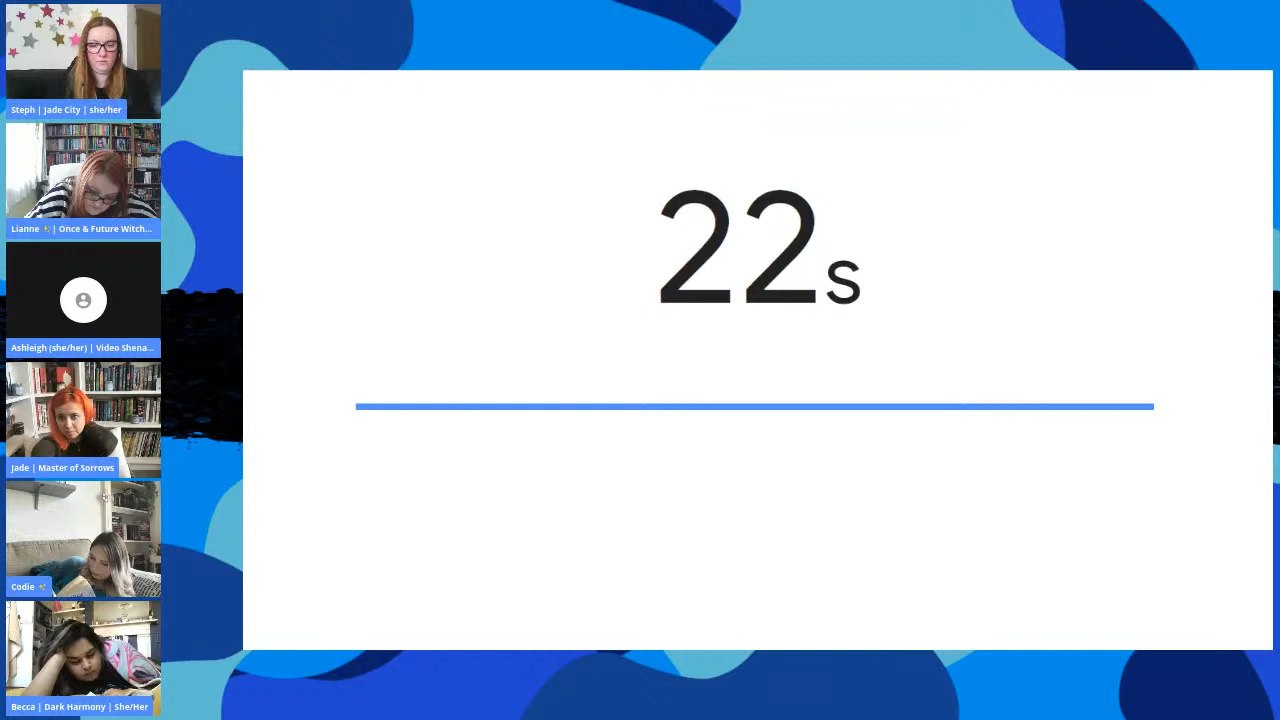 Steph | Jade City | she/her
Lianne ✨ | Once & Future Witch...
Ashleigh (she/her) | Video Shena...
Jade | Master of Sorrows
Codie ✨
Becca | Dark Harmony | She/Her
22s